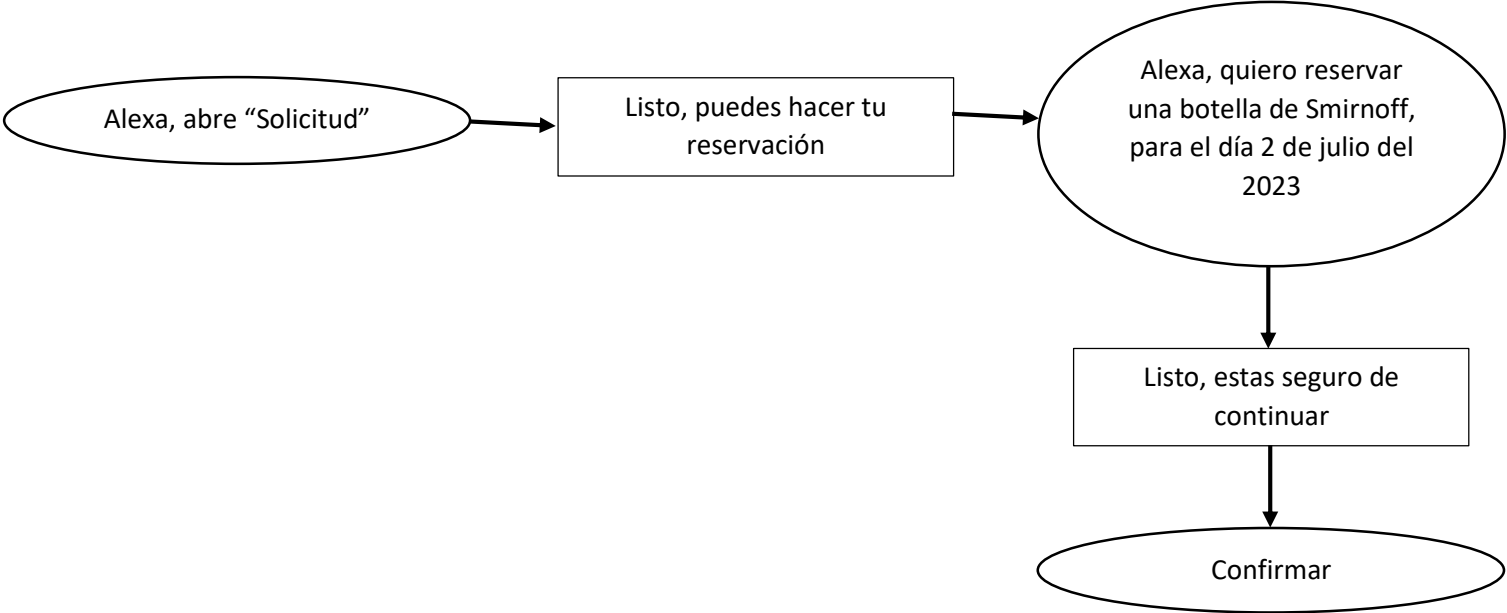 Alexa, abre “Solicitud”
Listo, puedes hacer tu
reservación
Alexa, quiero reservar
una botella de Smirnoff,
para el día 2 de julio del
2023
Listo, estas seguro de
continuar
Confirmar